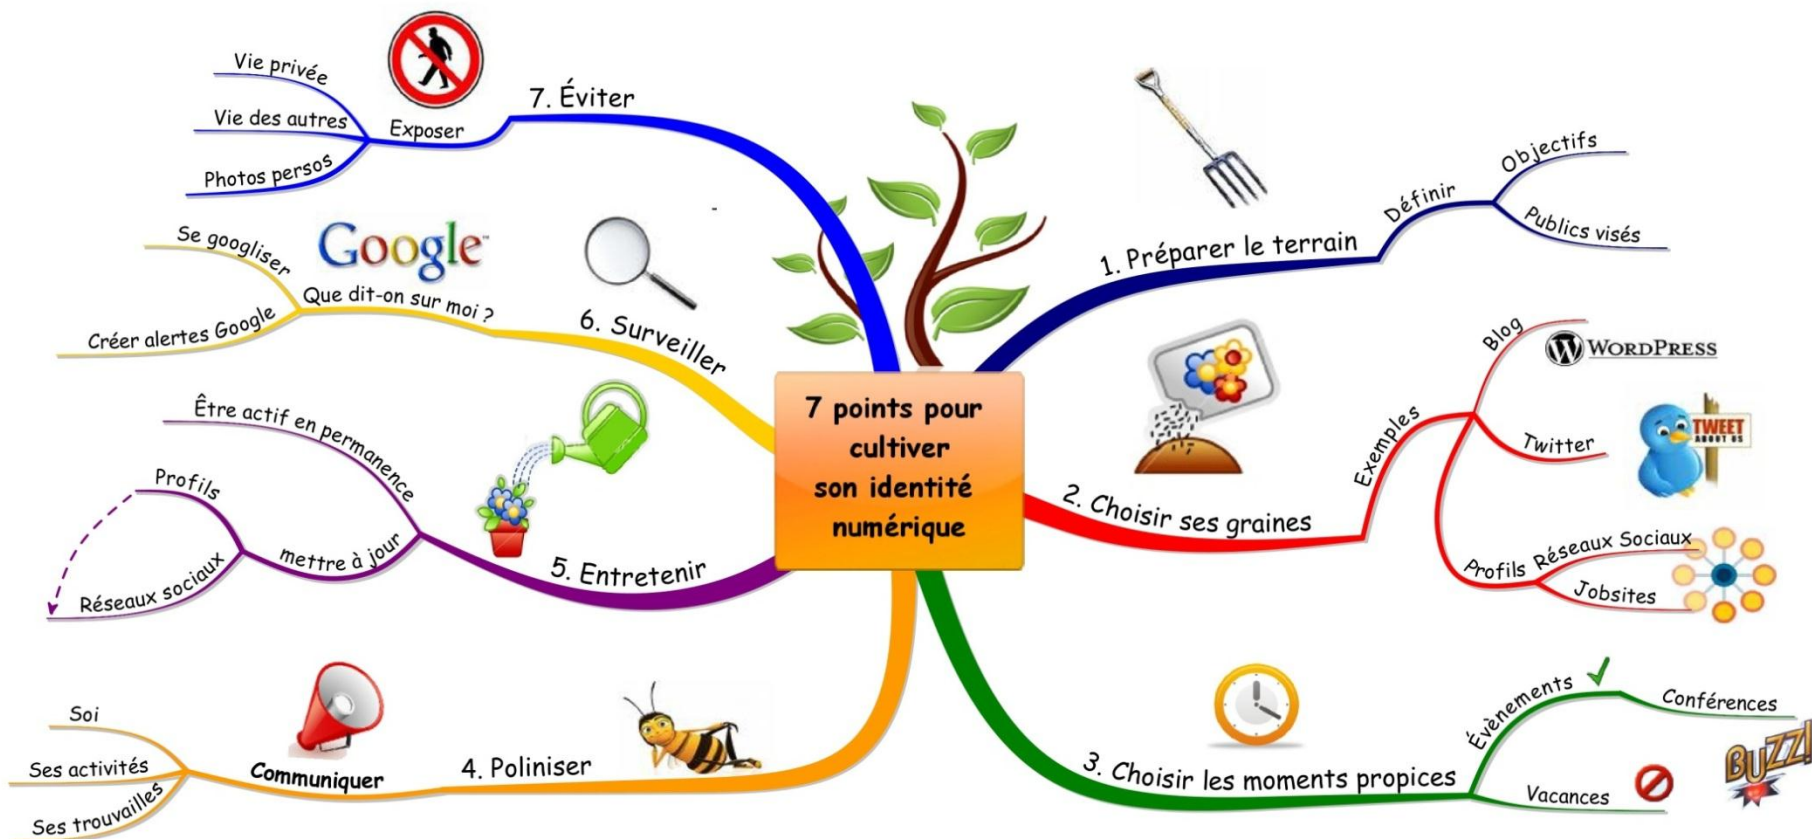 7 points pour
cultiver
son identité
numérique
1. Préparer le terrain
Définir
Objectifs
Publics visés
2. Choisir ses graines
Exemples
Blog
WORDPRESS
Twitter
TWEET
ABOUT US
Profils
Réseaux Sociaux
Jobsites
3. Choisir les moments propices
Évènements
Conférences
Vacances
BUZZ!
4. Poliniser
Communiquer
Soi
Ses activités
Ses trouvailles
5. Entretenir
Être actif en permanence
mettre à jour
Profils
Réseaux sociaux
6. Surveiller
Que dit-on sur moi ?
Google
Se googliser
Créer alertes Google
7. Éviter
Exposer
Vie privée
Vie des autres
Photos persos